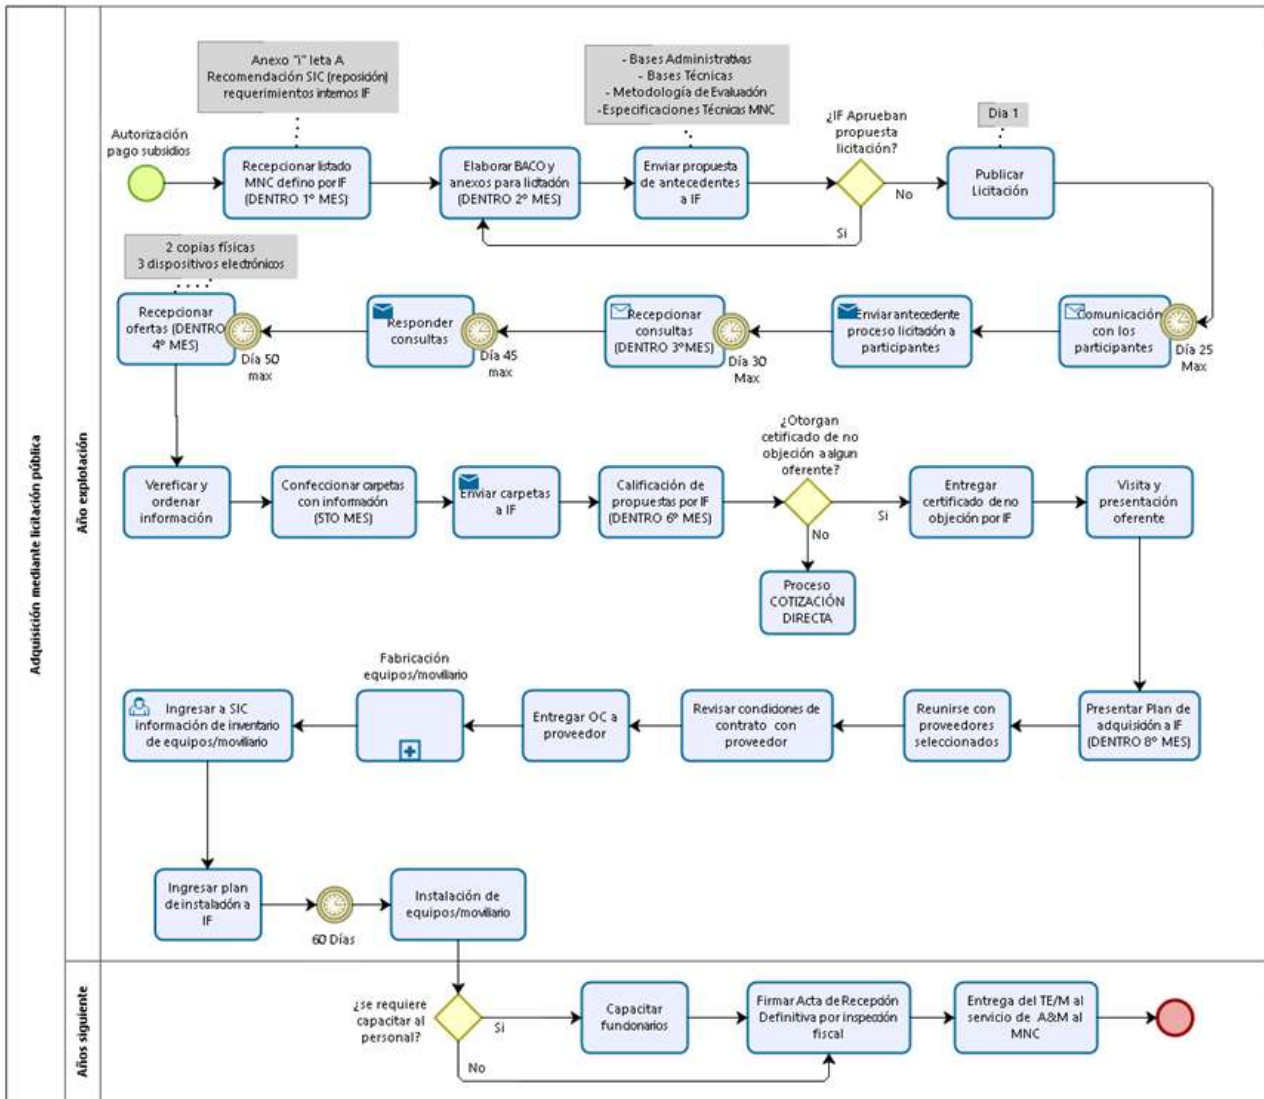 Adquisición mediante licitación pública
Año explotación
Anexo "i" leta A
Recomendación SIC (reposición)
requerimientos internos IF
- Bases Administrativas
- Bases Técnicas
- Metodología de Evaluación
-Especificaciones Técnicas MNC
¿IF Aprueban
propuesta
licitación?
Dia 1
Autorización
pago subsidios
Recepcionar listado
MNC defino por IF
(DENTRO 1º MES)
Elaborar BACO y
anexos para licitación
(DENTRO 2º MES)
Enviar propuesta
de antecedentes
a IF
No
Publicar
Licitación
Si
2 copias físicas
3 dispositivos electrónicos
Recepcionar
ofertas (DENTRO
4º MES)
Día 50
max
Responder
consultas
Día 45
max
Recepcionar
consultas
(DENTRO 3ºMES)
Día 30
Max
Enviar antecedente
proceso licitación a
participantes
Comunicación
con los
participantes
Día 25
Max
Vereficar y
ordenar
información
Confeccionar carpetas
con información
(5TO MES)
Enviar carpetas
a IF
Calificación de
propuestas por IF
(DENTRO 6º MES)
¿Otorgan
cetificado de no
objeción a algun
oferente?
Si
No
Entregar
certificado de no
objeción por IF
Visita y
presentación
oferente
Proceso
COTIZACIÓN
DIRECTA
Ingresar a SIC
información de inventario
de equipos/moviliario
Fabricación
equipos/moviliario
Entregar OC a
proveedor
Revisar condiciones de
contrato con
proveedor
Reunirse con
proveedores
seleccionados
Presentar Plan de
adquisición a IF
(DENTRO 8º MES)
Ingresar plan
de instalación a
IF
60 Días
Instalación de
equipos/moviliario
Años siguiente
¿se requiere
capacitar al
personal?
Si
No
Capacitar
funcionarios
Firmar Acta de Recepción
Definitiva por inspección
fiscal
Entrega del TE/M al
servicio de A&M al
MNC